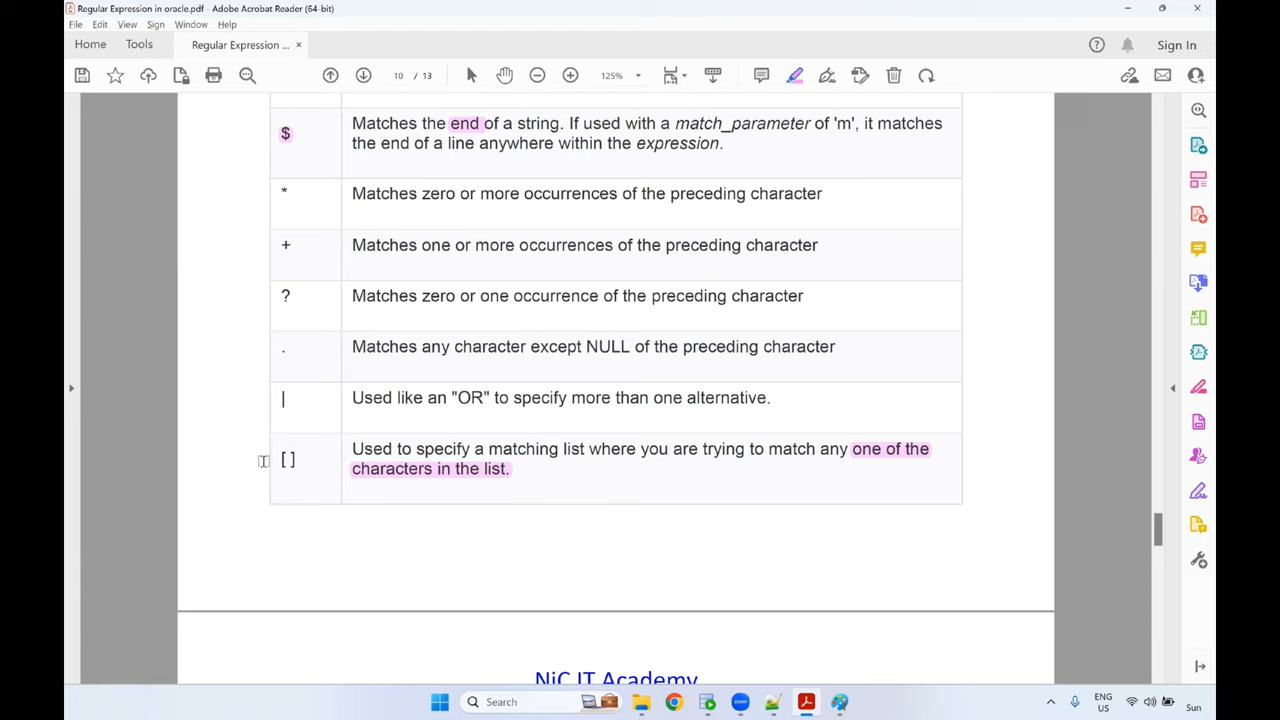 Regular Expression in oracle.pdf - Adobe Acrobat Reader (64-bit)
File Edit View Sign Window Help
Home Tools Regular Expression ... × Sign In
10 / 13 125%
$ Matches the end of a string. If used with a match_parameter of 'm', it matches
the end of a line anywhere within the expression.
* Matches zero or more occurrences of the preceding character
+ Matches one or more occurrences of the preceding character
? Matches zero or one occurrence of the preceding character
. Matches any character except NULL of the preceding character
| Used like an "OR" to specify more than one alternative.
[ ] Used to specify a matching list where you are trying to match any one of the
characters in the list.
NiC IT Academy
Search
ENG
US
Sun